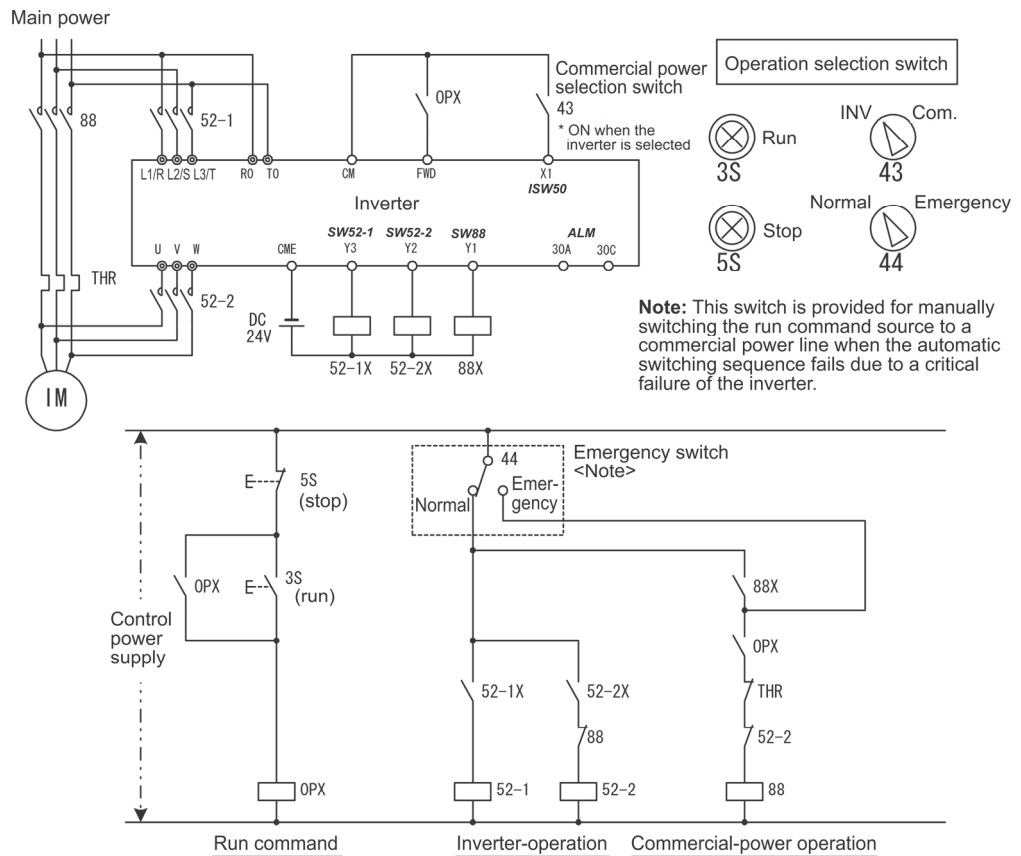 Main power
88
52-1
OPX
Commercial power
selection switch
43
* ON when the
inverter is selected
Operation selection switch
Run
3S
INV
Com.
43
Stop
5S
Normal
Emergency
44
L1/R L2/S L3/T
R0
T0
CM
FWD
X1
ISW50
Inverter
SW52-1
SW52-2
SW88
ALM
U
V
W
CME
Y3
Y2
Y1
30A
30C
THR
52-2
DC
24V
52-1X
52-2X
88X
IM
Note: This switch is provided for manually
switching the run command source to a
commercial power line when the automatic
switching sequence fails due to a critical
failure of the inverter.
Control
power
supply
5S
(stop)
OPX
3S
(run)
OPX
44
Normal
Emer-
gency
Emergency switch
<Note>
52-1X
52-2X
88
52-1
52-2
88X
OPX
THR
52-2
88
Run command
Inverter-operation
Commercial-power operation